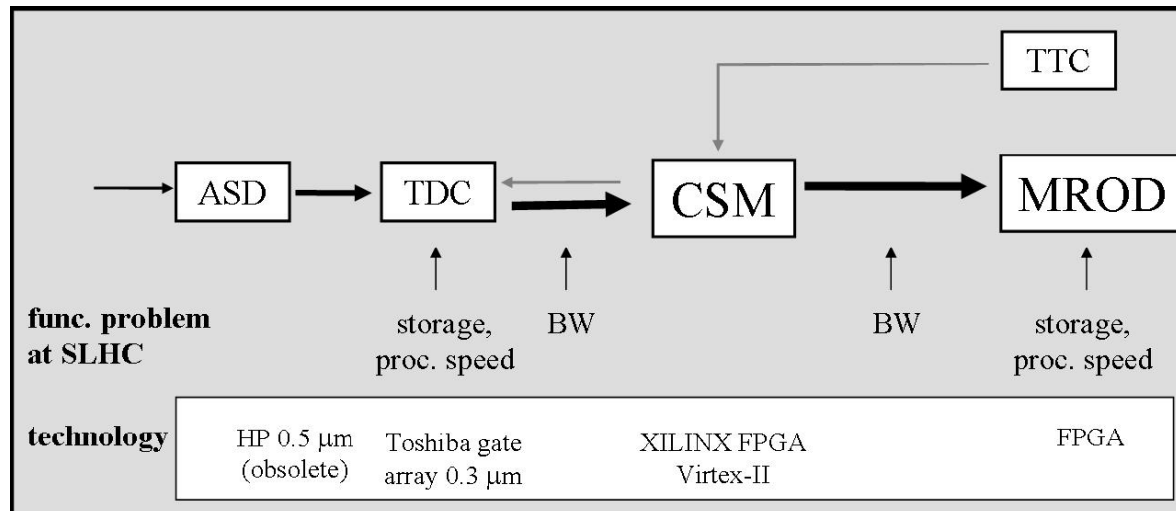 TTC
ASD
TDC
CSM
MROD
func. problem
at SLHC
storage,
proc. speed
BW
BW
storage,
proc. speed
technology
HP 0.5 μm
(obsolete)
Toshiba gate
array 0.3 μm
XILINX FPGA
Virtex-II
FPGA